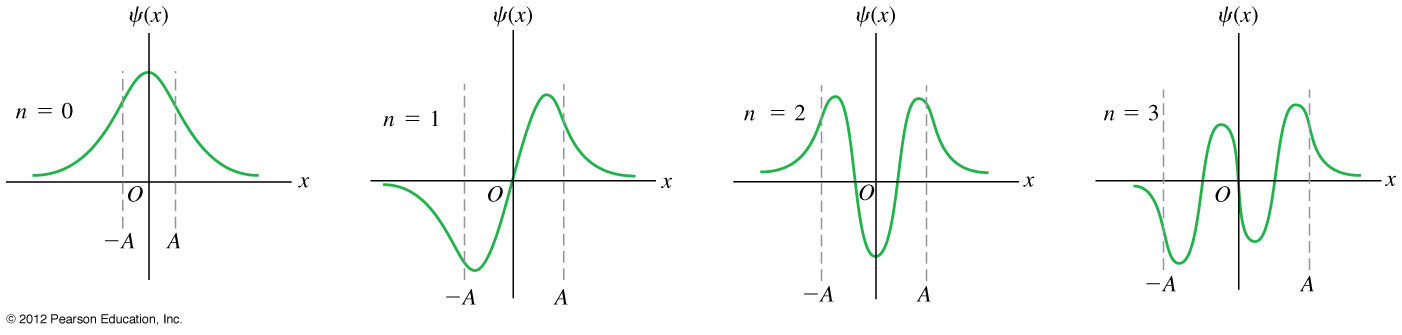 ψ(x)
n = 0
x
O
−A
A
ψ(x)
n = 1
x
O
−A
A
ψ(x)
n = 2
x
O
−A
A
ψ(x)
n = 3
x
O
−A
A
© 2012 Pearson Education, Inc.